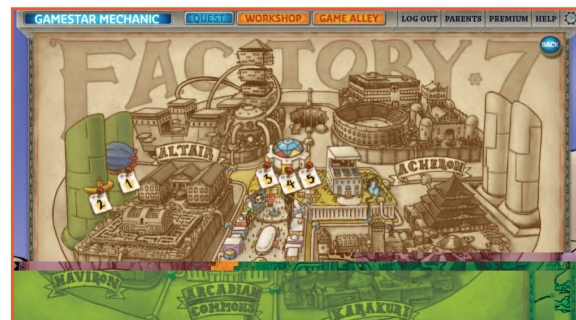 GAMESTAR MECHANIC QUEST WORKSHOP GAME ALLEY LOG OUT PARENTS PREMIUM HELP
BACK
FACTORY 7
ALTAIR
ACHERON
1
2
3 4 5
NAVIRON
ARCADIAN
COMMONS
KARAKURI